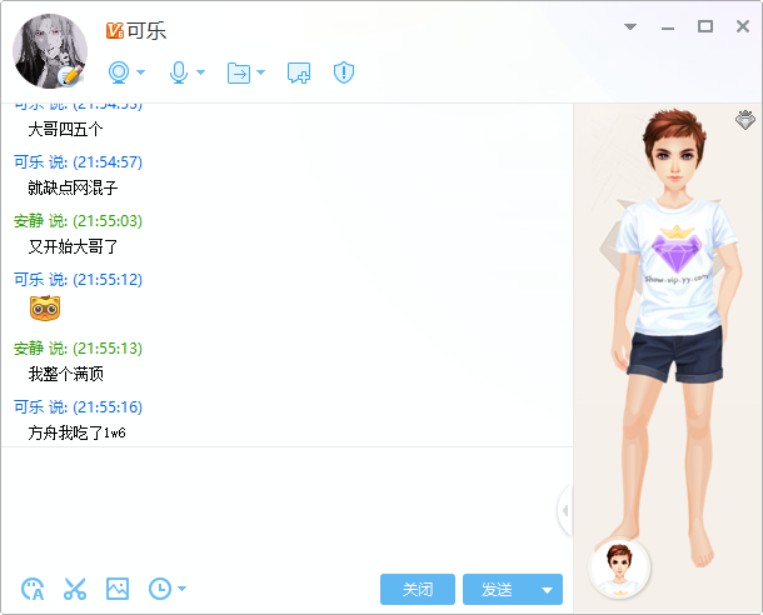 V6可乐
可乐 说: (21:54:53)
大哥四五个
可乐 说: (21:54:57)
就缺点网混子
安静 说: (21:55:03)
又开始大哥了
可乐 说: (21:55:12)
安静 说: (21:55:13)
我整个满顶
可乐 说: (21:55:16)
方舟我吃了1w6
Show.vip.yy.com
关闭
发送